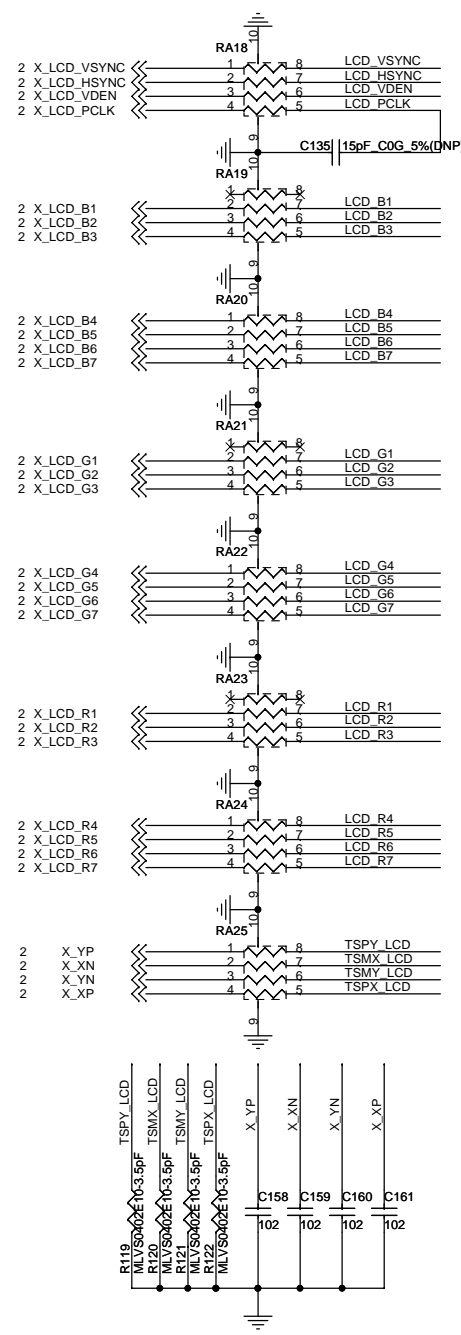 10
RA18
2 X_LCD_VSYNC 1 8 LCD_VSYNC
2 X_LCD_HSYNC 2 7 LCD_HSYNC
2 X_LCD_VDEN 3 6 LCD_VDEN
2 X_LCD_PCLK 4 5 LCD_PCLK
9
C135 15pF_C0G_5%(DNP
10
RA19
1 8
2 X_LCD_B1 2 7 LCD_B1
2 X_LCD_B2 3 6 LCD_B2
2 X_LCD_B3 4 5 LCD_B3
9
10
RA20
2 X_LCD_B4 1 8 LCD_B4
2 X_LCD_B5 2 7 LCD_B5
2 X_LCD_B6 3 6 LCD_B6
2 X_LCD_B7 4 5 LCD_B7
9
10
RA21
1 8
2 X_LCD_G1 2 7 LCD_G1
2 X_LCD_G2 3 6 LCD_G2
2 X_LCD_G3 4 5 LCD_G3
9
10
RA22
2 X_LCD_G4 1 8 LCD_G4
2 X_LCD_G5 2 7 LCD_G5
2 X_LCD_G6 3 6 LCD_G6
2 X_LCD_G7 4 5 LCD_G7
9
10
RA23
1 8
2 X_LCD_R1 2 7 LCD_R1
2 X_LCD_R2 3 6 LCD_R2
2 X_LCD_R3 4 5 LCD_R3
9
10
RA24
2 X_LCD_R4 1 8 LCD_R4
2 X_LCD_R5 2 7 LCD_R5
2 X_LCD_R6 3 6 LCD_R6
2 X_LCD_R7 4 5 LCD_R7
9
10
RA25
2 X_YP 1 8 TSPY_LCD
2 X_XN 2 7 TSMX_LCD
2 X_YN 3 6 TSMY_LCD
2 X_XP 4 5 TSPX_LCD
9
TSPY_LCD
TSMX_LCD
TSMY_LCD
TSPX_LCD
X_YP
X_XN
X_YN
X_XP
R119
MLVS0402E10-3.5pF
R120
MLVS0402E10-3.5pF
R121
MLVS0402E10-3.5pF
R122
MLVS0402E10-3.5pF
C158
102
C159
102
C160
102
C161
102